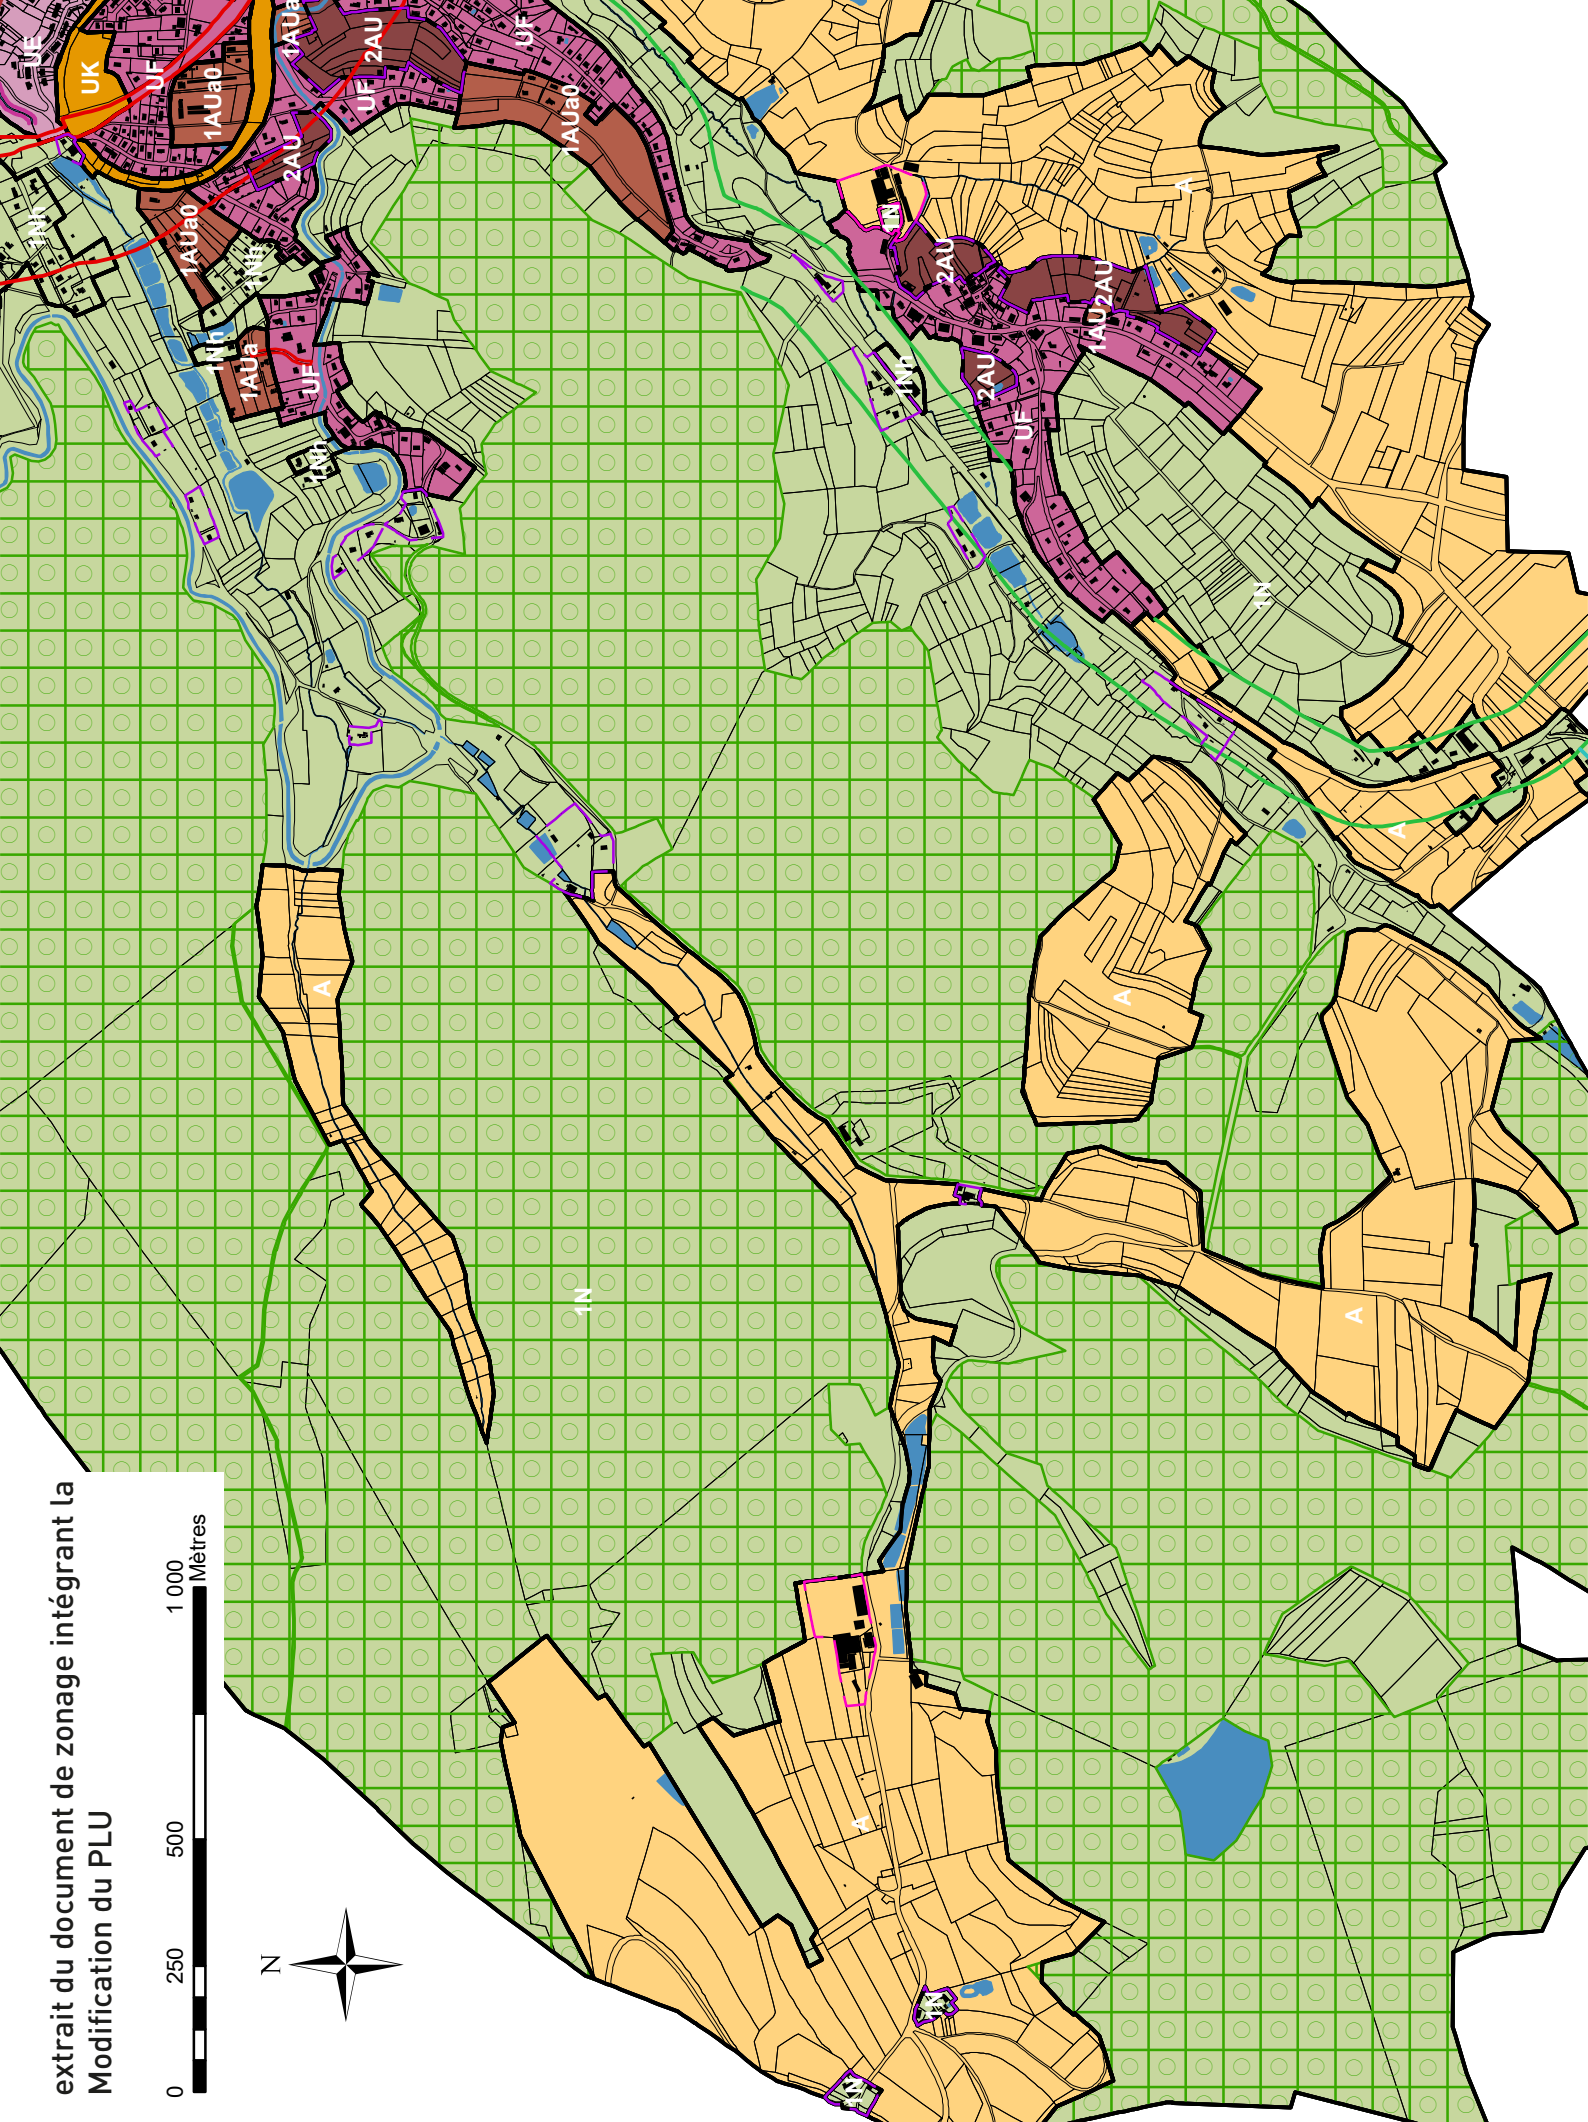 extrait du document de zonage intégrant la
Modification du PLU
0 250 500 1 000
Mètres
N
UE
UK
UF
1AUa0
1AUa
2AU
UF
UF
2AU
1AUa0
1Nh
1AUa0
1Nh
1Nh
1AUa
UF
1Nh
1N
2AU
2AU
1AU
2AU
1Nh
UF
A
1N
A
A
A
A
1N
A
A
1N
1N